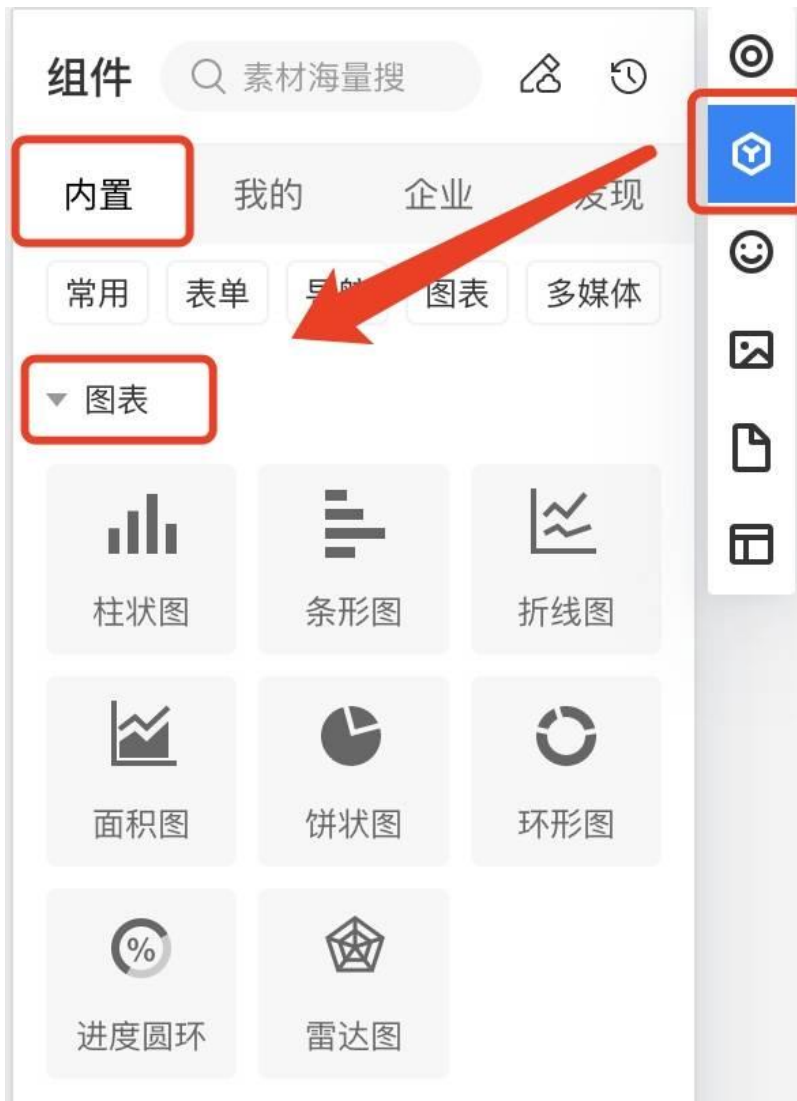 组件 素材海量搜
内置 我的 企业 发现
常用 表单 导航 图表 多媒体
图表
柱状图 条形图 折线图
面积图 饼状图 环形图
%
进度圆环 雷达图